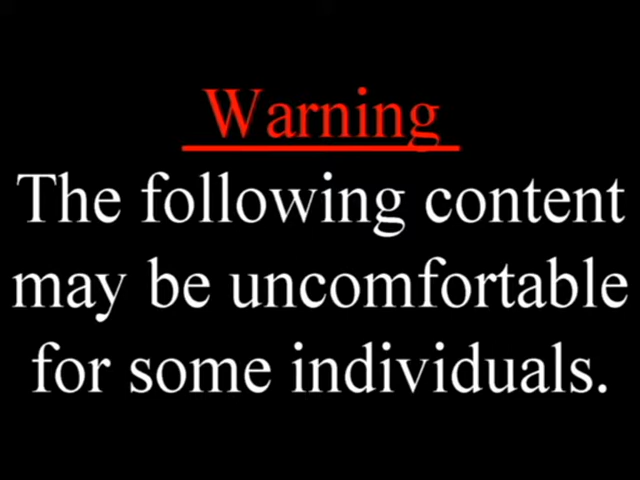 Warning
The following content
may be uncomfortable
for some individuals.